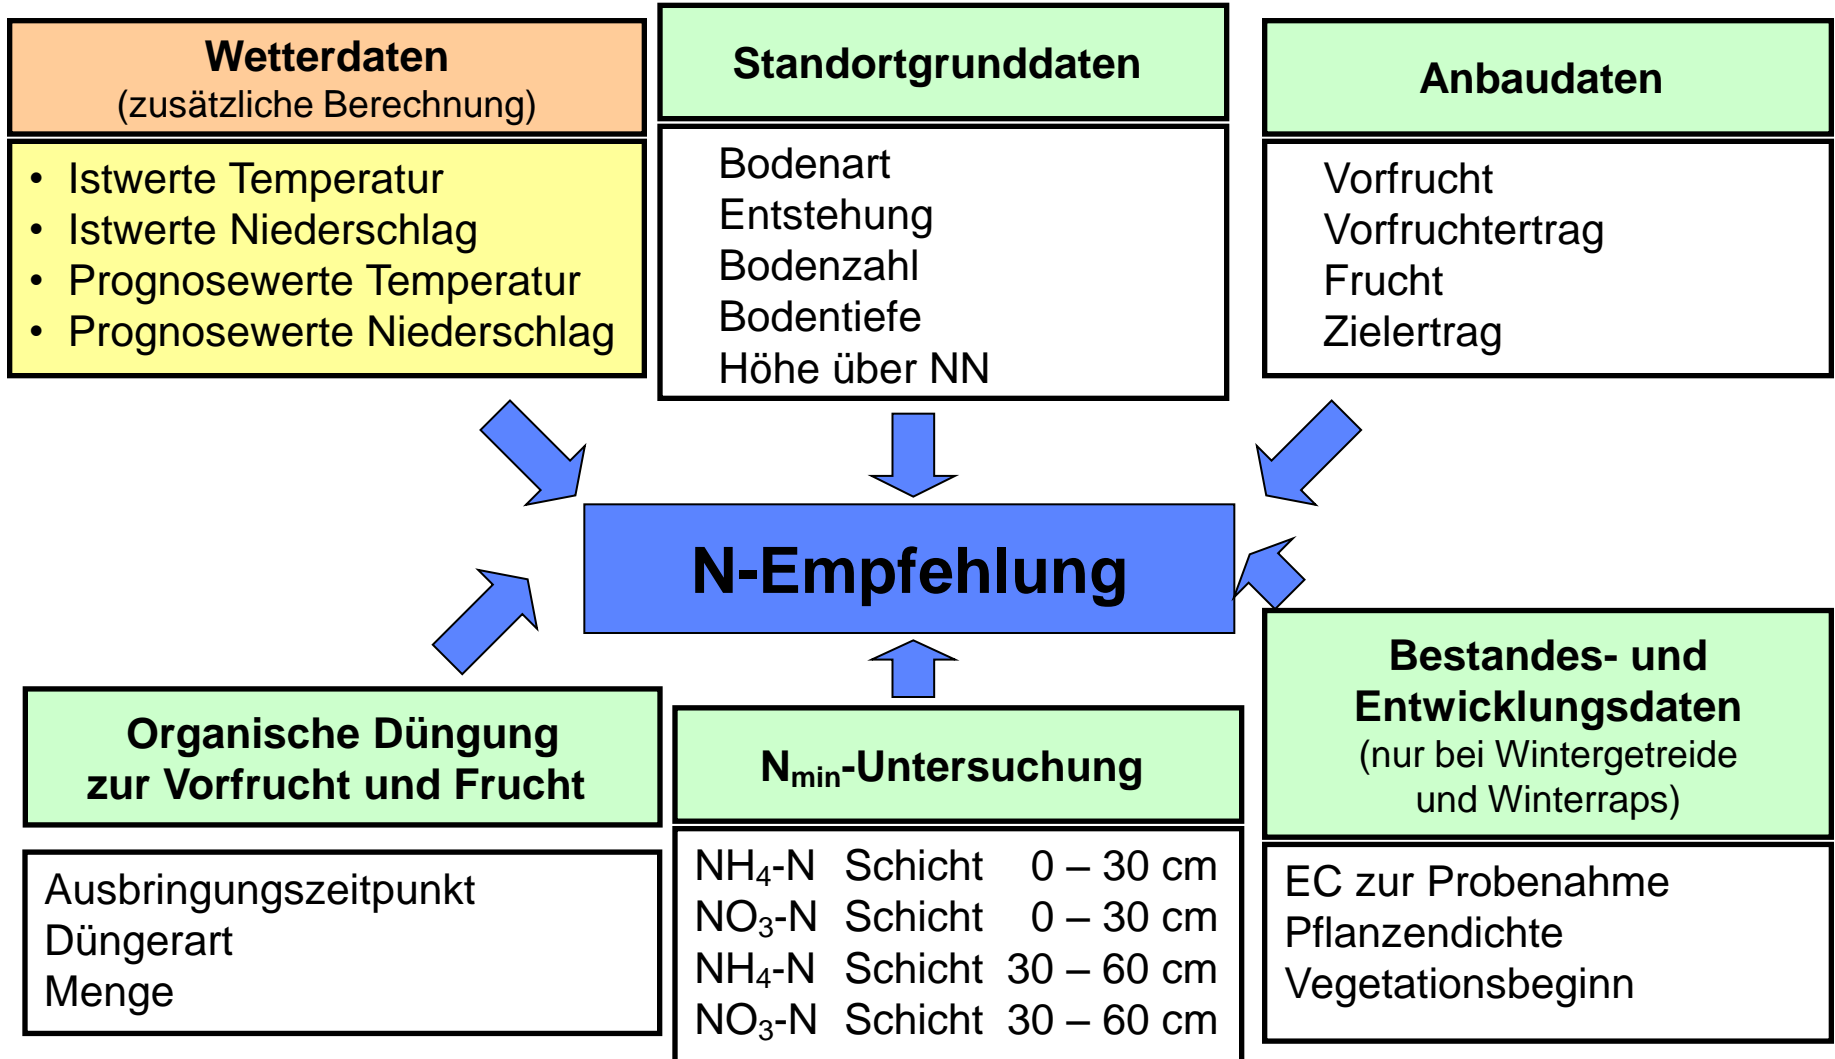 Wetterdaten
(zusätzliche Berechnung)
• Istwerte Temperatur
• Istwerte Niederschlag
• Prognosewerte Temperatur
• Prognosewerte Niederschlag
Standortgrunddaten
Bodenart
Entstehung
Bodenzahl
Bodentiefe
Höhe über NN
Anbaudaten
Vorfrucht
Vorfruchtertrag
Frucht
Zielertrag
N-Empfehlung
Organische Düngung
zur Vorfrucht und Frucht
Ausbringungszeitpunkt
Düngerart
Menge
Nmin-Untersuchung
NH4-N Schicht 0 – 30 cm
NO3-N Schicht 0 – 30 cm
NH4-N Schicht 30 – 60 cm
NO3-N Schicht 30 – 60 cm
Bestandes- und
Entwicklungsdaten
(nur bei Wintergetreide
und Winterraps)
EC zur Probenahme
Pflanzendichte
Vegetationsbeginn